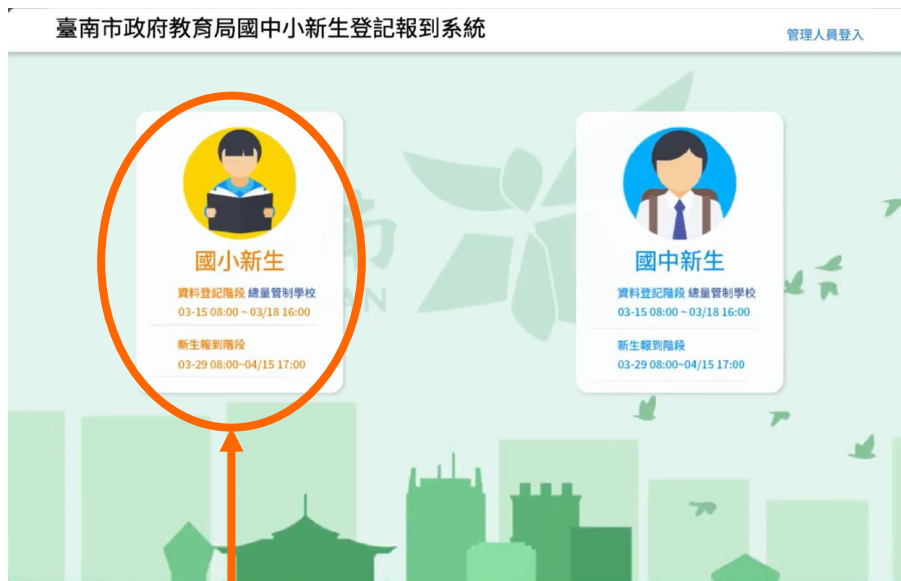 臺南市政府教育局國中小新生登記報到系統
管理人員登入
南
AN
國小新生
資料登記階段 總量管制學校
03-15 08:00 ~ 03/18 16:00
新生報到階段
03-29 08:00~04/15 17:00
國中新生
資料登記階段 總量管制學校
03-15 08:00 ~ 03/18 16:00
新生報到階段
03-29 08:00~04/15 17:00